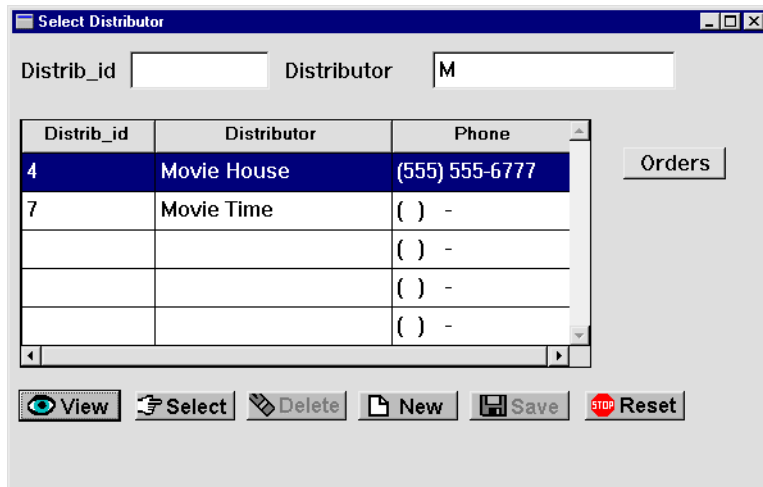 Select Distributor
Distrib_id Distributor M
Distrib_id Distributor Phone
4 Movie House (555) 555-6777
Orders
7 Movie Time ( ) -
( ) -
( ) -
( ) -
View Select Delete New Save STOP Reset